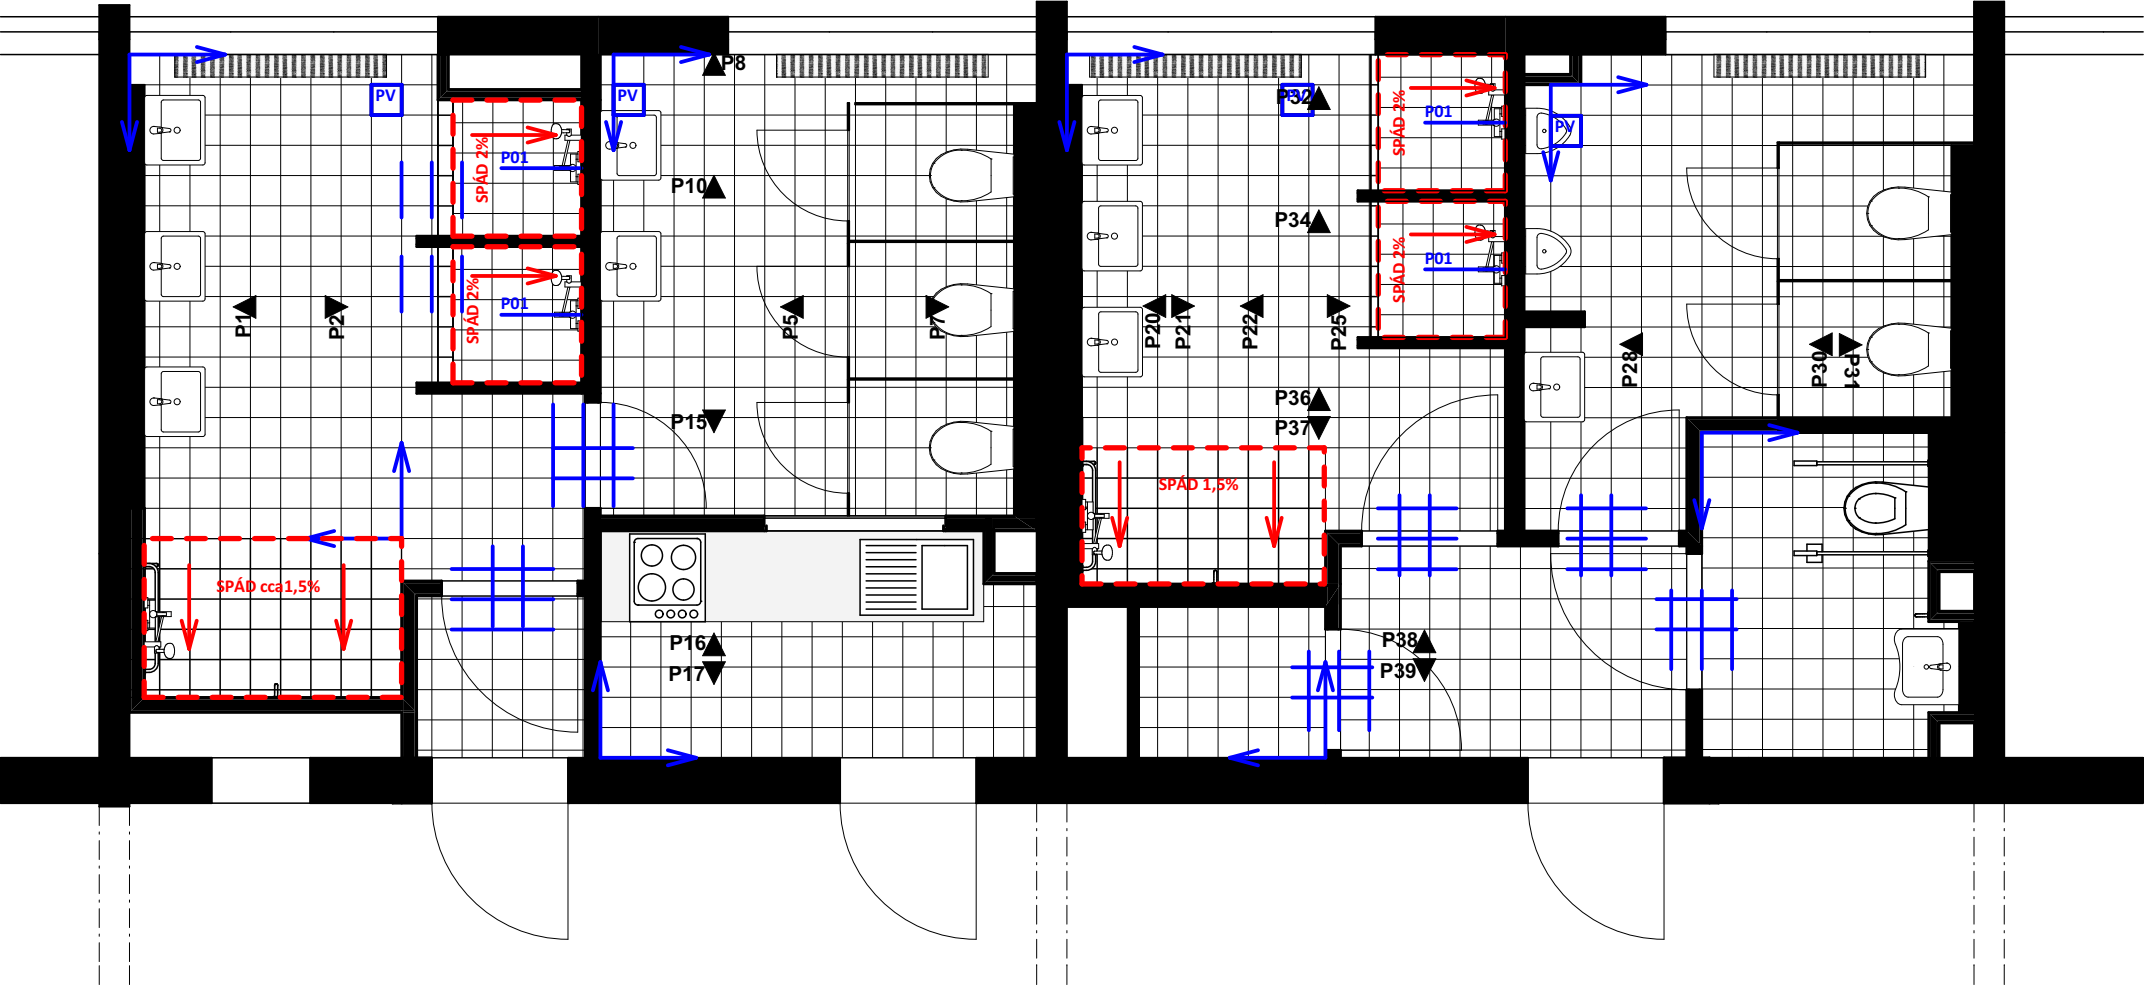 P8
PV
PV
P32
PV
P01
SPÁD 2%
PV
P01
SPÁD 2%
P10
P34
P01
SPÁD 2%
P01
SPÁD 2%
P1
P2
P5
P7
P20
P21
P22
P25
P28
P30
P31
P15
P36
P37
SPÁD 1,5%
SPÁD cca1,5%
P16
P17
P38
P39